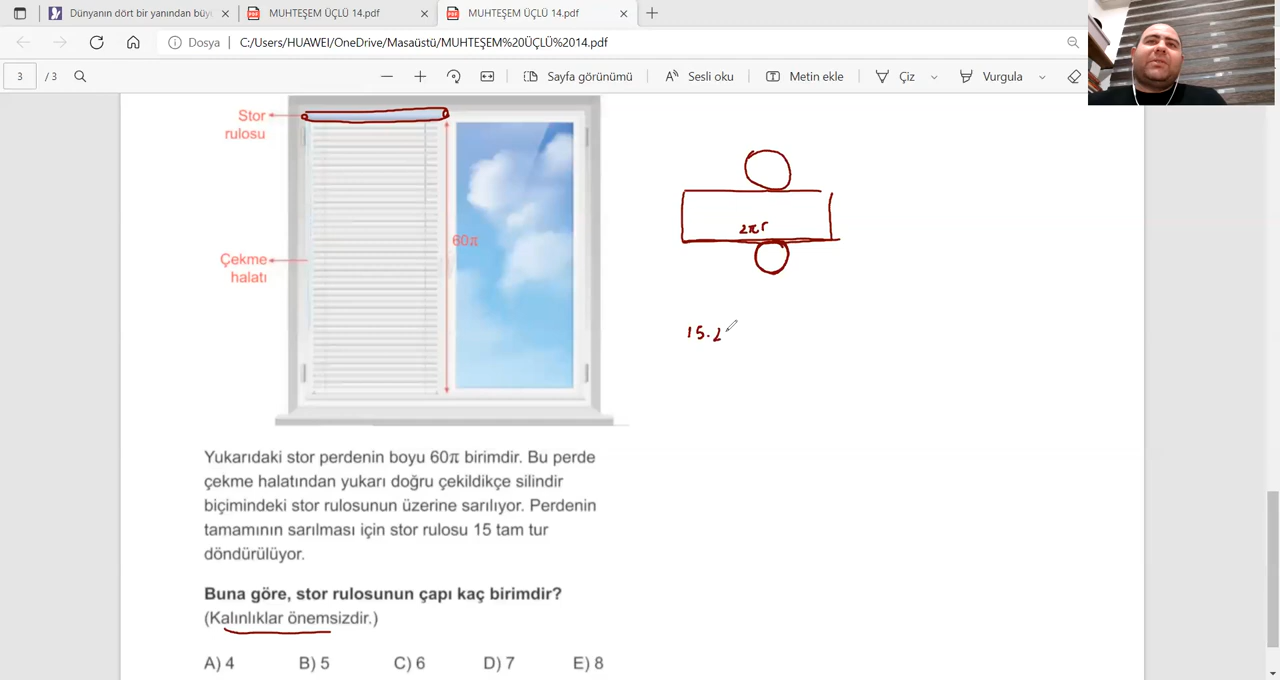 Dünyanın dört bir yanından büy
MUHTEŞEM ÜÇLÜ 14.pdf
MUHTEŞEM ÜÇLÜ 14.pdf
Dosya
C:/Users/HUAWEI/OneDrive/Masaüstü/MUHTEŞEM%20ÜÇLÜ%2014.pdf
3 /3
Sayfa görünümü
Sesli oku
Metin ekle
Çiz
Vurgula
Stor
rulosu
60π
Çekme
halatı
2πr
15.2
Yukarıdaki stor perdenin boyu 60π birimdir. Bu perde
çekme halatından yukarı doğru çekildikçe silindir
biçimindeki stor rulosunun üzerine sarılıyor. Perdenin
tamamının sarılması için stor rulosu 15 tam tur
döndürülüyor.
Buna göre, stor rulosunun çapı kaç birimdir?
(Kalınlıklar önemsizdir.)
A) 4 B) 5 C) 6 D) 7 E) 8